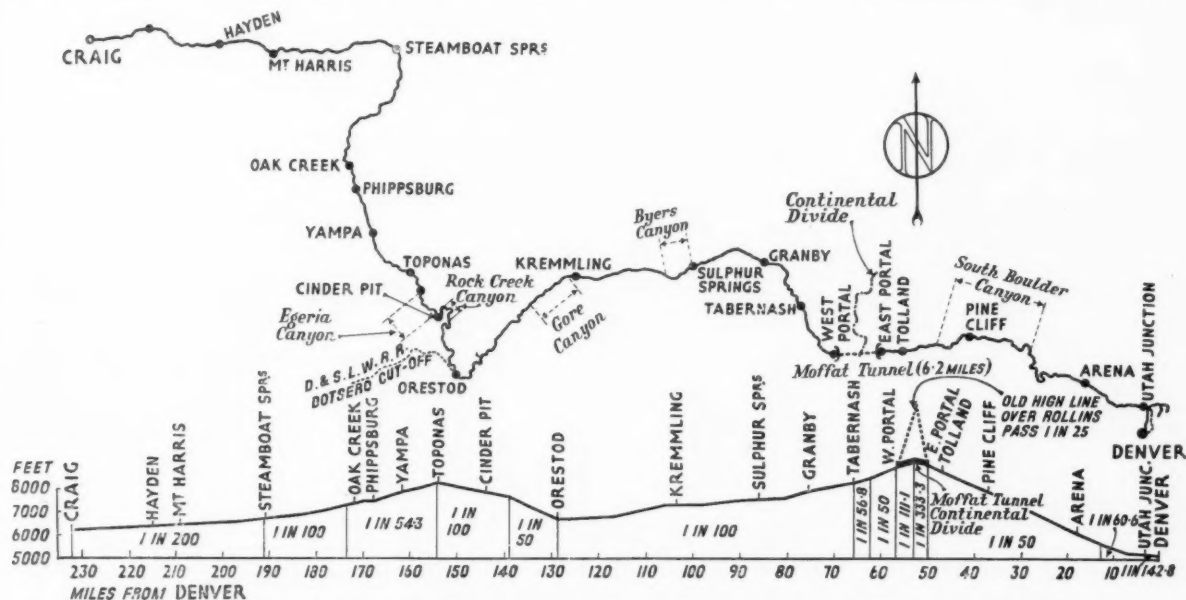 CRAIG
HAYDEN
MT HARRIS
STEAMBOAT SPRS
OAK CREEK
PHIPPSBURG
YAMPA
TOPONAS
CINDER PIT
Rock Creek
Canyon
Egeria
Canyon
D. & S. L. W. R. R.
DOTSERO CUT-OFF
ORESTOD
KREMMLING
Gore
Canyon
Byers
Canyon
SULPHUR
SPRINGS
GRANBY
TABERNASH
Continental
Divide
WEST
PORTAL
EAST PORTAL
TOLLAND
Moffat Tunnel (6·2 MILES)
South Boulder
Canyon
PINE
CLIFF
ARENA
UTAH JUNCTION
DENVER
N
OLD HIGH LINE
OVER ROLLINS
PASS 1 IN 25
FEET
8000
7000
6000
5000
CRAIG
HAYDEN
MT HARRIS
STEAMBOAT SPRS
OAK CREEK
PHIPPSBURG
YAMPA
TOPONAS
CINDER PIT
ORESTOD
KREMMLING
SULPHUR SPRS
GRANBY
TABERNASH
W. PORTAL
E. PORTAL
TOLLAND
PINE CLIFF
ARENA
UTAH JUNC.
DENVER
Moffat Tunnel
Continental
Divide
1 IN 200
1 IN 100
1 IN 54·3
1 IN
100
1 IN
50
1 IN 100
1 IN 56·8
1 IN 50
1 IN 111·1
1 IN 333·3
1 IN 50
1 IN 60·6
1 IN 142·8
230 220 210 200 190 180 170 160 150 140 130 120 110 100 90 80 70 60 50 40 30 20 10
MILES FROM DENVER